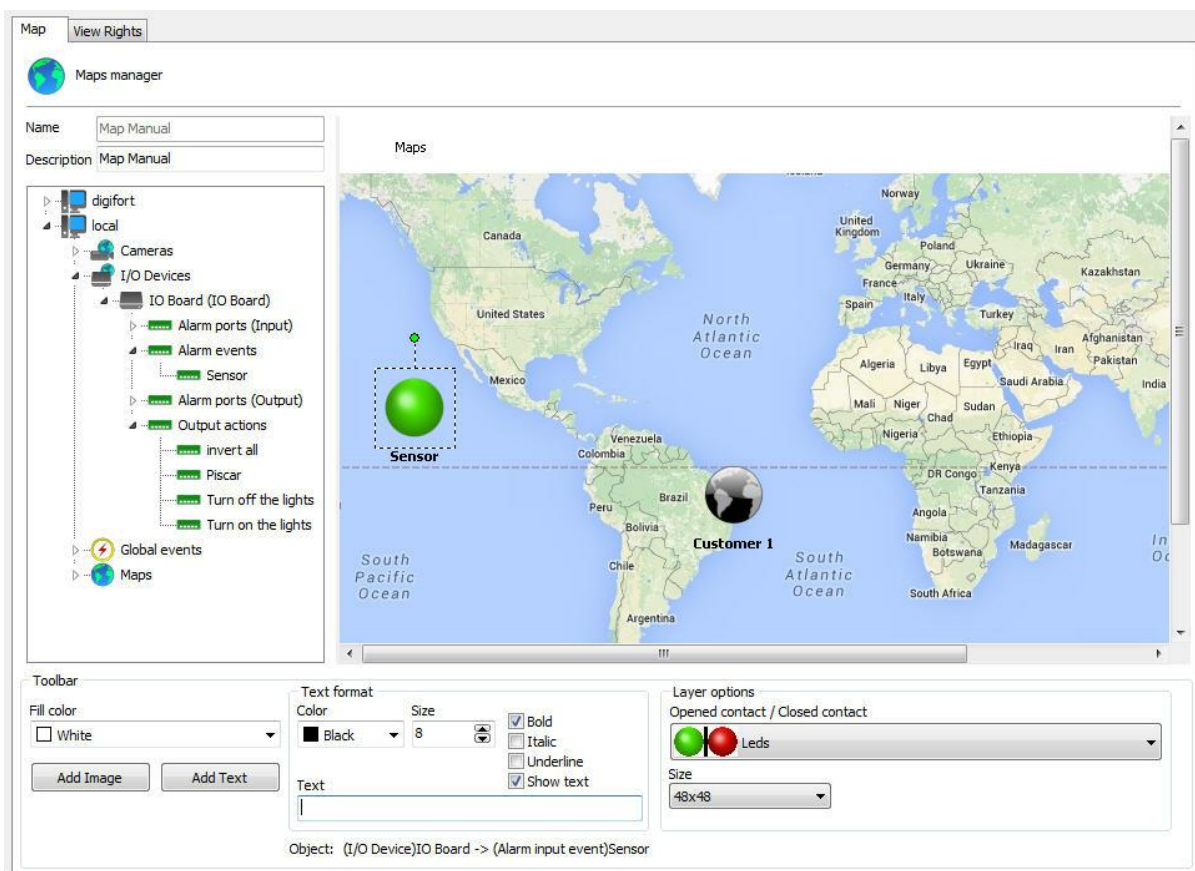 Map
View Rights
Maps manager
Name
Map Manual
Description
Map Manual
digifort
local
Cameras
I/O Devices
IO Board (IO Board)
Alarm ports (Input)
Alarm events
Sensor
Alarm ports (Output)
Output actions
invert all
Piscar
Turn off the lights
Turn on the lights
Global events
Maps
Maps
Norway
United
Kingdom
Canada
Poland
Germany
Ukraine
Kazakhstan
France
Italy
Spain
Turkey
United States
North
Atlantic
Ocean
Afghanistan
Iraq
Iran
Pakistan
Algeria
Libya
Egypt
Saudi Arabia
India
Mexico
Mali
Niger
Chad
Sudan
Nigeria
Ethiopia
Venezuela
Colombia
Sensor
DR Congo
Kenya
Tanzania
Brazil
Peru
Angola
Bolivia
Customer 1
Namibia
Botswana
Madagascar
In
Oc
South
Pacific
Ocean
Chile
South
Atlantic
Ocean
South Africa
Argentina
Toolbar
Fill color
White
Add Image
Add Text
Text format
Color
Black
Size
8
Bold
Italic
Underline
Show text
Text
Layer options
Opened contact / Closed contact
Leds
Size
48x48
Object: (I/O Device)IO Board -> (Alarm input event)Sensor